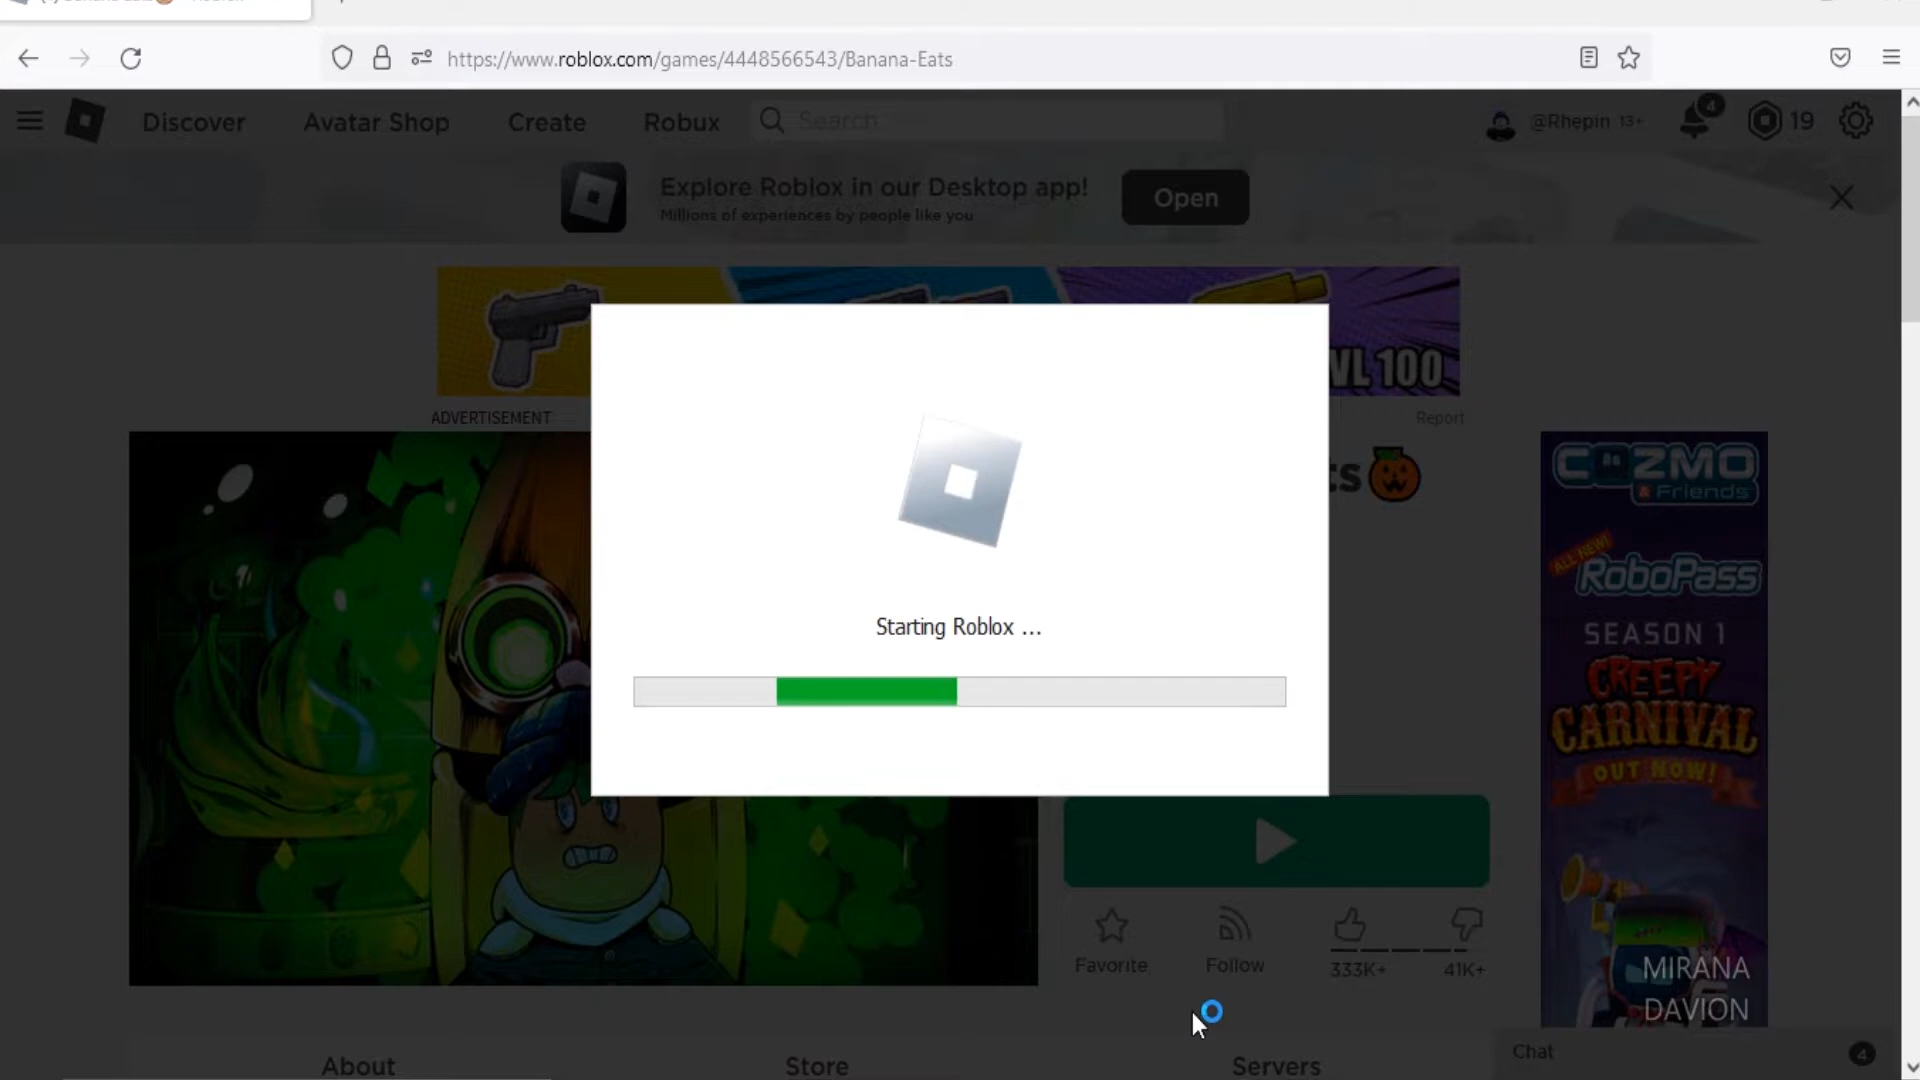 https://www.roblox.com/games/4448566543/Banana-Eats
Discover
Avatar Shop
Create
Robux
Search
@Rhepin 13+
4
19
Explore Roblox in our Desktop app!
Millions of experiences by people like you
Open
VL 100
ADVERTISEMENT
Report
ts
Starting Roblox ...
COZMO
& Friends
ALL NEW!
RoboPass
SEASON 1
CREEPY
CARNIVAL
OUT NOW!
MIRANA
DAVION
Favorite
Follow
333K+
41K+
About
Store
Servers
Chat
4